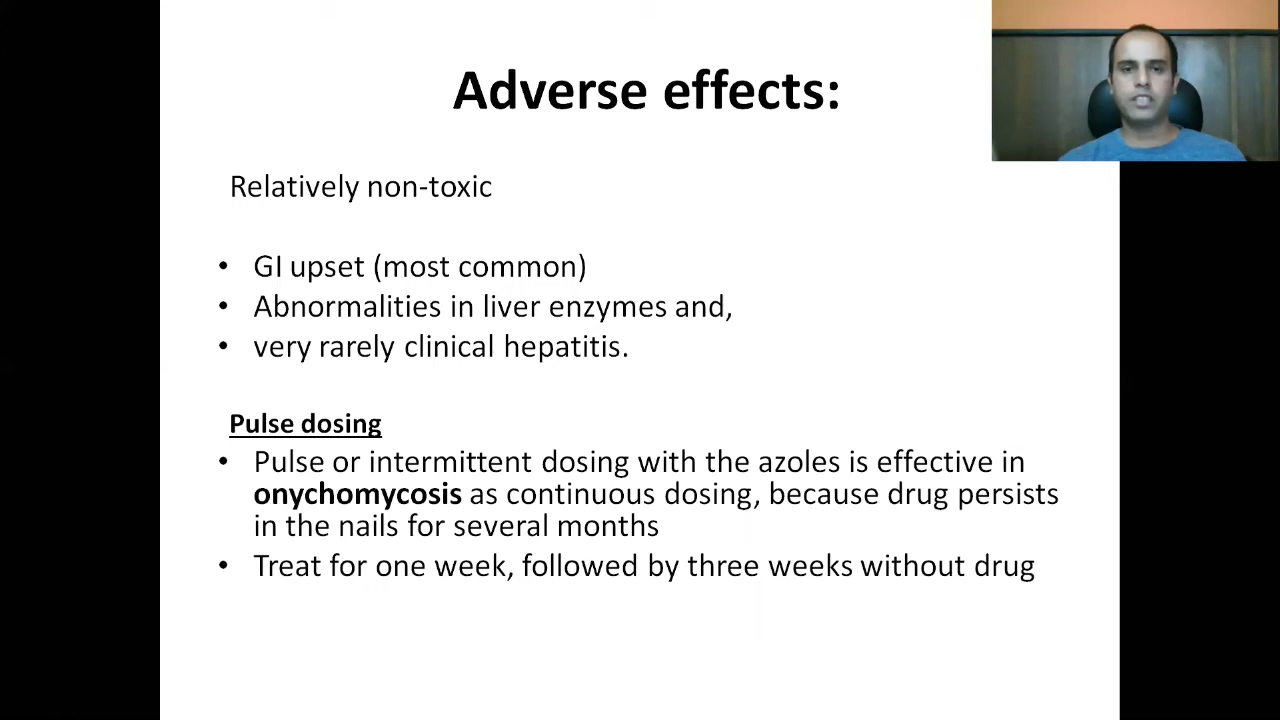 Adverse effects:
Relatively non-toxic
• GI upset (most common)
• Abnormalities in liver enzymes and,
• very rarely clinical hepatitis.
Pulse dosing
• Pulse or intermittent dosing with the azoles is effective in
onychomycosis as continuous dosing, because drug persists
in the nails for several months
• Treat for one week, followed by three weeks without drug